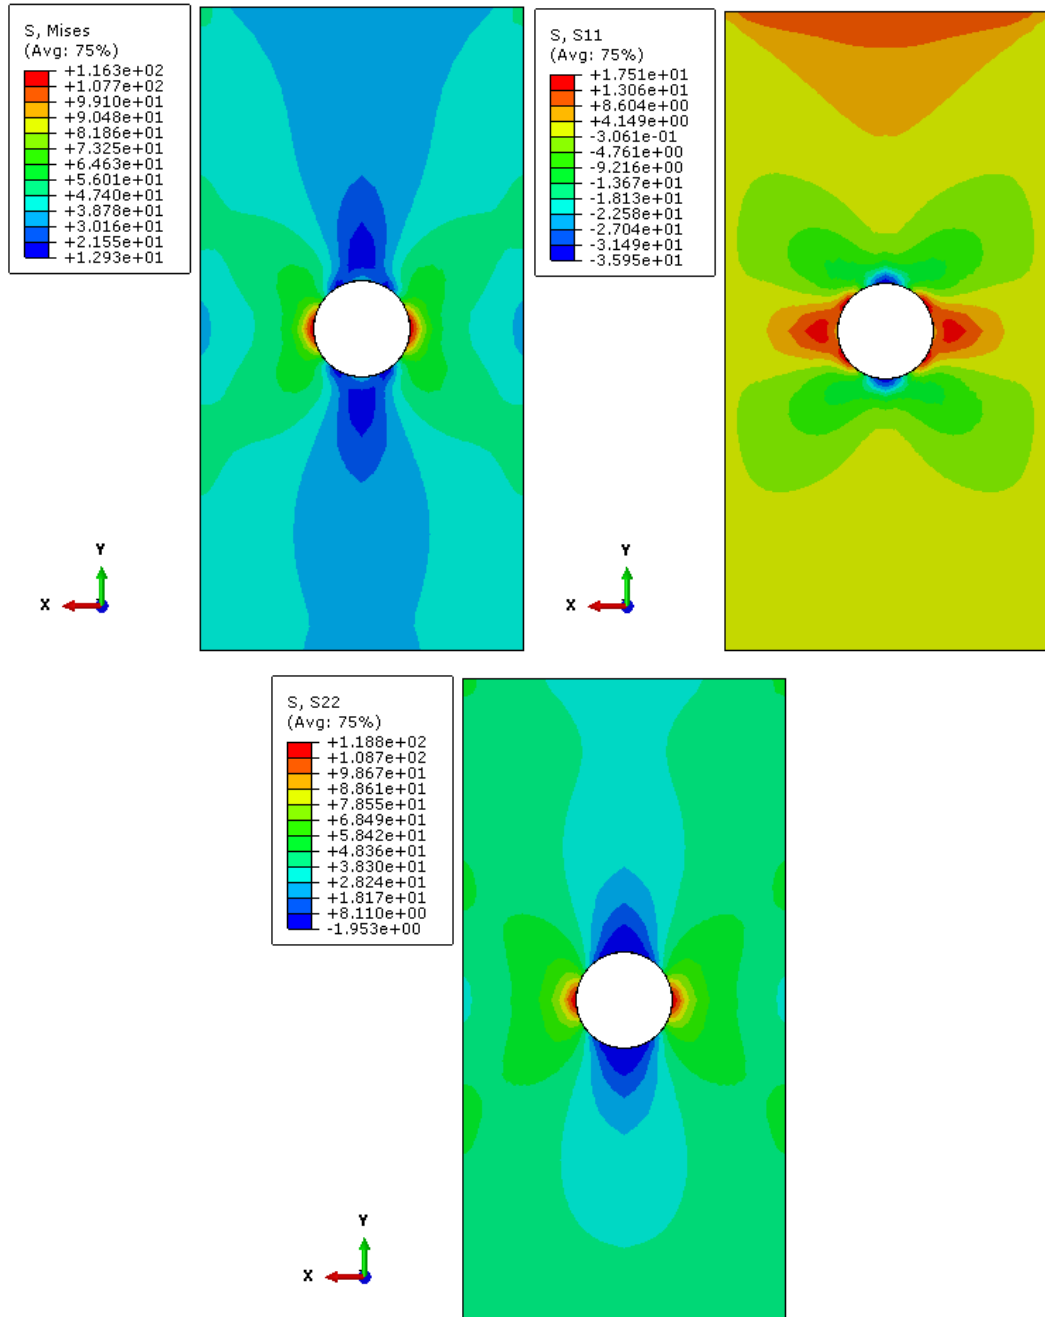 S, Mises
(Avg: 75%)
+1.163e+02
+1.077e+02
+9.910e+01
+9.048e+01
+8.186e+01
+7.325e+01
+6.463e+01
+5.601e+01
+4.740e+01
+3.878e+01
+3.016e+01
+2.155e+01
+1.293e+01
Y
X
S, S11
(Avg: 75%)
+1.751e+01
+1.306e+01
+8.604e+00
+4.149e+00
-3.061e-01
-4.761e+00
-9.216e+00
-1.367e+01
-1.813e+01
-2.258e+01
-2.704e+01
-3.149e+01
-3.595e+01
Y
X
S, S22
(Avg: 75%)
+1.188e+02
+1.087e+02
+9.867e+01
+8.861e+01
+7.855e+01
+6.849e+01
+5.842e+01
+4.836e+01
+3.830e+01
+2.824e+01
+1.817e+01
+8.110e+00
-1.953e+00
Y
X